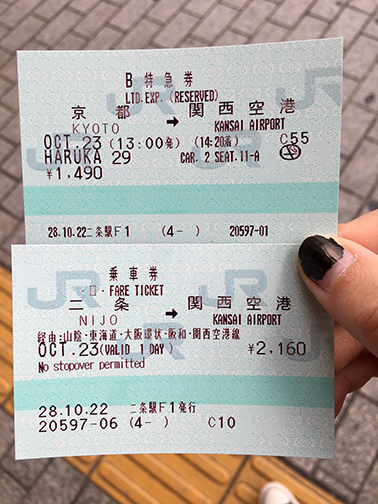 B 特急券
LTD.EXP. (RESERVED)
京都 → 関西空港
KYOTO KANSAI AIRPORT
OCT.23 (13:00発) (14:20着) C55
HARUKA 29 CAR. 2 SEAT.11-A
¥1,490
28.10.22二条駅F1 (4- ) 20597-01
乗車券
FARE TICKET
二条 → 関西空港
NIJO KANSAI AIRPORT
経由:山陰・東海道・大阪環状・阪和・関西空港線
OCT.23(VALID 1 DAY) ¥2,160
No stopover permitted
28.10.22 二条駅F1発行
20597-06 (4- ) C10